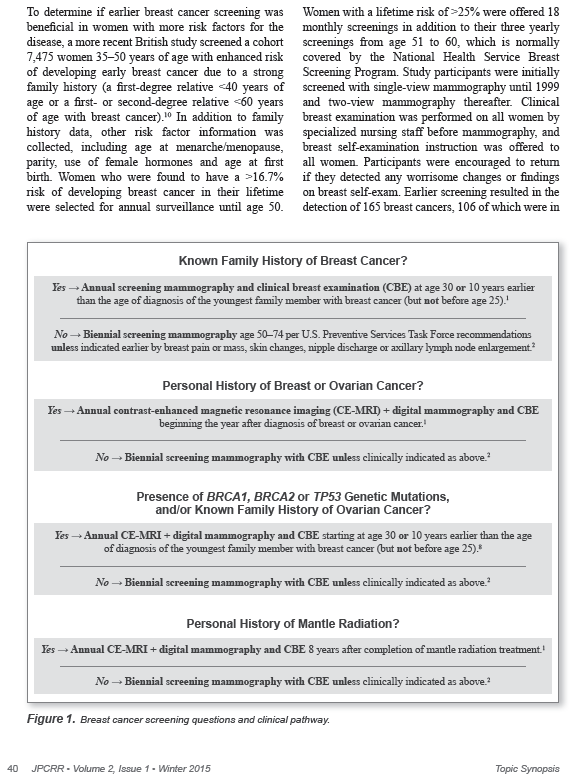 To determine if earlier breast cancer screening was
beneficial in women with more risk factors for the
disease, a more recent British study screened a cohort
7,475 women 35–50 years of age with enhanced risk
of developing early breast cancer due to a strong
family history (a first-degree relative <40 years of
age or a first- or second-degree relative <60 years
of age with breast cancer).¹⁰ In addition to family
history data, other risk factor information was
collected, including age at menarche/menopause,
parity, use of female hormones and age at first
birth. Women who were found to have a >16.7%
risk of developing breast cancer in their lifetime
were selected for annual surveillance until age 50.
Women with a lifetime risk of >25% were offered 18
monthly screenings in addition to their three yearly
screenings from age 51 to 60, which is normally
covered by the National Health Service Breast
Screening Program. Study participants were initially
screened with single-view mammography until 1999
and two-view mammography thereafter. Clinical
breast examination was performed on all women by
specialized nursing staff before mammography, and
breast self-examination instruction was offered to
all women. Participants were encouraged to return
if they detected any worrisome changes or findings
on breast self-exam. Earlier screening resulted in the
detection of 165 breast cancers, 106 of which were in
Known Family History of Breast Cancer?
Yes → Annual screening mammography and clinical breast examination (CBE) at age 30 or 10 years earlier
than the age of diagnosis of the youngest family member with breast cancer (but not before age 25).¹
No → Biennial screening mammography age 50–74 per U.S. Preventive Services Task Force recommendations
unless indicated earlier by breast pain or mass, skin changes, nipple discharge or axillary lymph node enlargement.²
Personal History of Breast or Ovarian Cancer?
Yes → Annual contrast-enhanced magnetic resonance imaging (CE-MRI) + digital mammography and CBE
beginning the year after diagnosis of breast or ovarian cancer.¹
No → Biennial screening mammography with CBE unless clinically indicated as above.²
Presence of BRCA1, BRCA2 or TP53 Genetic Mutations,
and/or Known Family History of Ovarian Cancer?
Yes → Annual CE-MRI + digital mammography and CBE starting at age 30 or 10 years earlier than the age
of diagnosis of the youngest family member with breast cancer (but not before age 25).⁸
No → Biennial screening mammography with CBE unless clinically indicated as above.²
Personal History of Mantle Radiation?
Yes → Annual CE-MRI + digital mammography and CBE 8 years after completion of mantle radiation treatment.¹
No → Biennial screening mammography with CBE unless clinically indicated as above.²
Figure 1. Breast cancer screening questions and clinical pathway.
40 JPCRR • Volume 2, Issue 1 • Winter 2015
Topic Synopsis